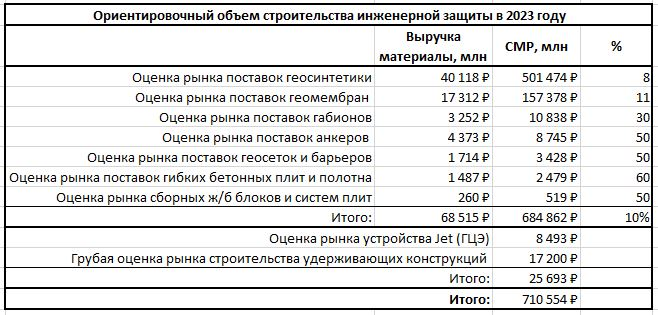 Ориентировочный объем строительства инженерной защиты в 2023 году
Выручка материалы, млн СМР, млн %
Оценка рынка поставок геосинтетики 40 118 ₽ 501 474 ₽ 8
Оценка рынка поставок геомембран 17 312 ₽ 157 378 ₽ 11
Оценка рынка поставок габионов 3 252 ₽ 10 838 ₽ 30
Оценка рынка поставок анкеров 4 373 ₽ 8 745 ₽ 50
Оценка рынка поставок геосеток и барьеров 1 714 ₽ 3 428 ₽ 50
Оценка рынка поставок гибких бетонных плит и полотна 1 487 ₽ 2 479 ₽ 60
Оценка рынка сборных ж/б блоков и систем плит 260 ₽ 519 ₽ 50
Итого: 68 515 ₽ 684 862 ₽ 10%
Оценка рынка устройства Jet (ГЦЭ) 8 493 ₽
Грубая оценка рынка строительства удерживающих конструкций 17 200 ₽
Итого: 25 693 ₽
Итого: 710 554 ₽